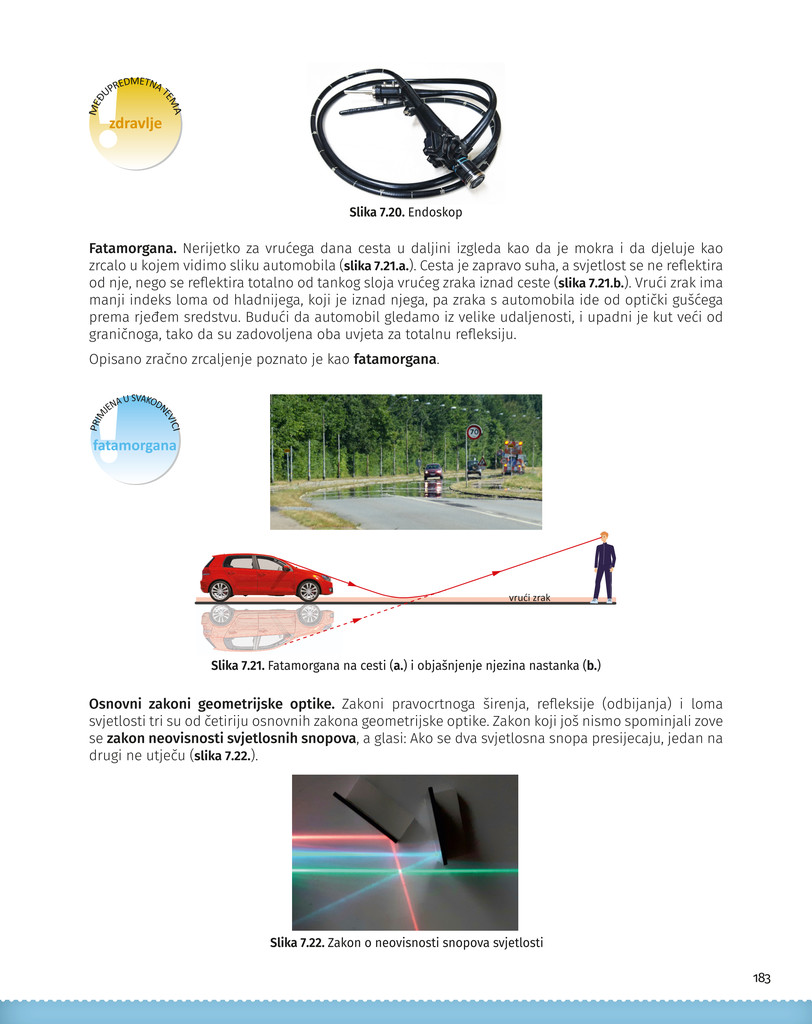 MEĐUPREDMETNA TEMA
zdravlje
Slika 7.20. Endoskop
Fatamorgana. Nerijetko za vrućega dana cesta u daljini izgleda kao da je mokra i da djeluje kao
zrcalo u kojem vidimo sliku automobila (slika 7.21.a.). Cesta je zapravo suha, a svjetlost se ne reflektira
od nje, nego se reflektira totalno od tankog sloja vrućeg zraka iznad ceste (slika 7.21.b.). Vrući zrak ima
manji indeks loma od hladnijega, koji je iznad njega, pa zraka s automobila ide od optički gušćega
prema rjeđem sredstvu. Budući da automobil gledamo iz velike udaljenosti, i upadni je kut veći od
graničnoga, tako da su zadovoljena oba uvjeta za totalnu refleksiju.
Opisano zračno zrcaljenje poznato je kao fatamorgana.
PRIMJENA U SVAKODNEVICI
fatamorgana
70
vrući zrak
Slika 7.21. Fatamorgana na cesti (a.) i objašnjenje njezina nastanka (b.)
Osnovni zakoni geometrijske optike. Zakoni pravocrtnoga širenja, refleksije (odbijanja) i loma
svjetlosti tri su od četiriju osnovnih zakona geometrijske optike. Zakon koji još nismo spominjali zove
se zakon neovisnosti svjetlosnih snopova, a glasi: Ako se dva svjetlosna snopa presijecaju, jedan na
drugi ne utječu (slika 7.22.).
Slika 7.22. Zakon o neovisnosti snopova svjetlosti
183